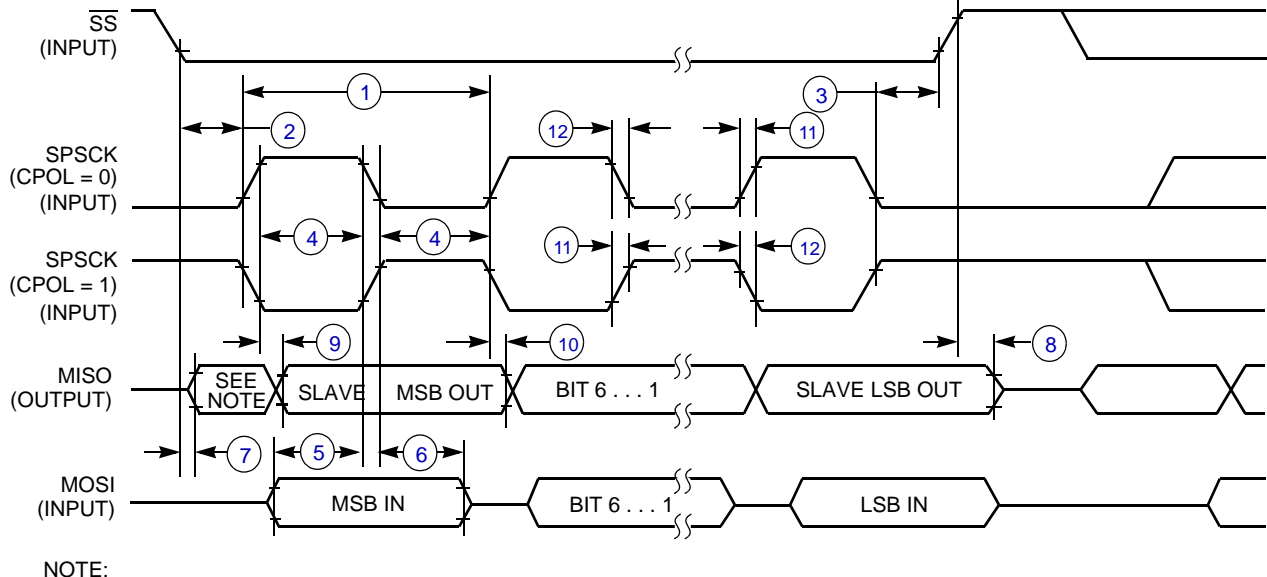 SS
(INPUT)
1
3
2
12
11
SPSCK
(CPOL = 0)
(INPUT)
4
4
11
12
SPSCK
(CPOL = 1)
(INPUT)
9
10
8
MISO
(OUTPUT)
SEE
NOTE
SLAVE
MSB OUT
BIT 6 . . . 1
SLAVE LSB OUT
7
5
6
MOSI
(INPUT)
MSB IN
BIT 6 . . . 1
LSB IN
NOTE: